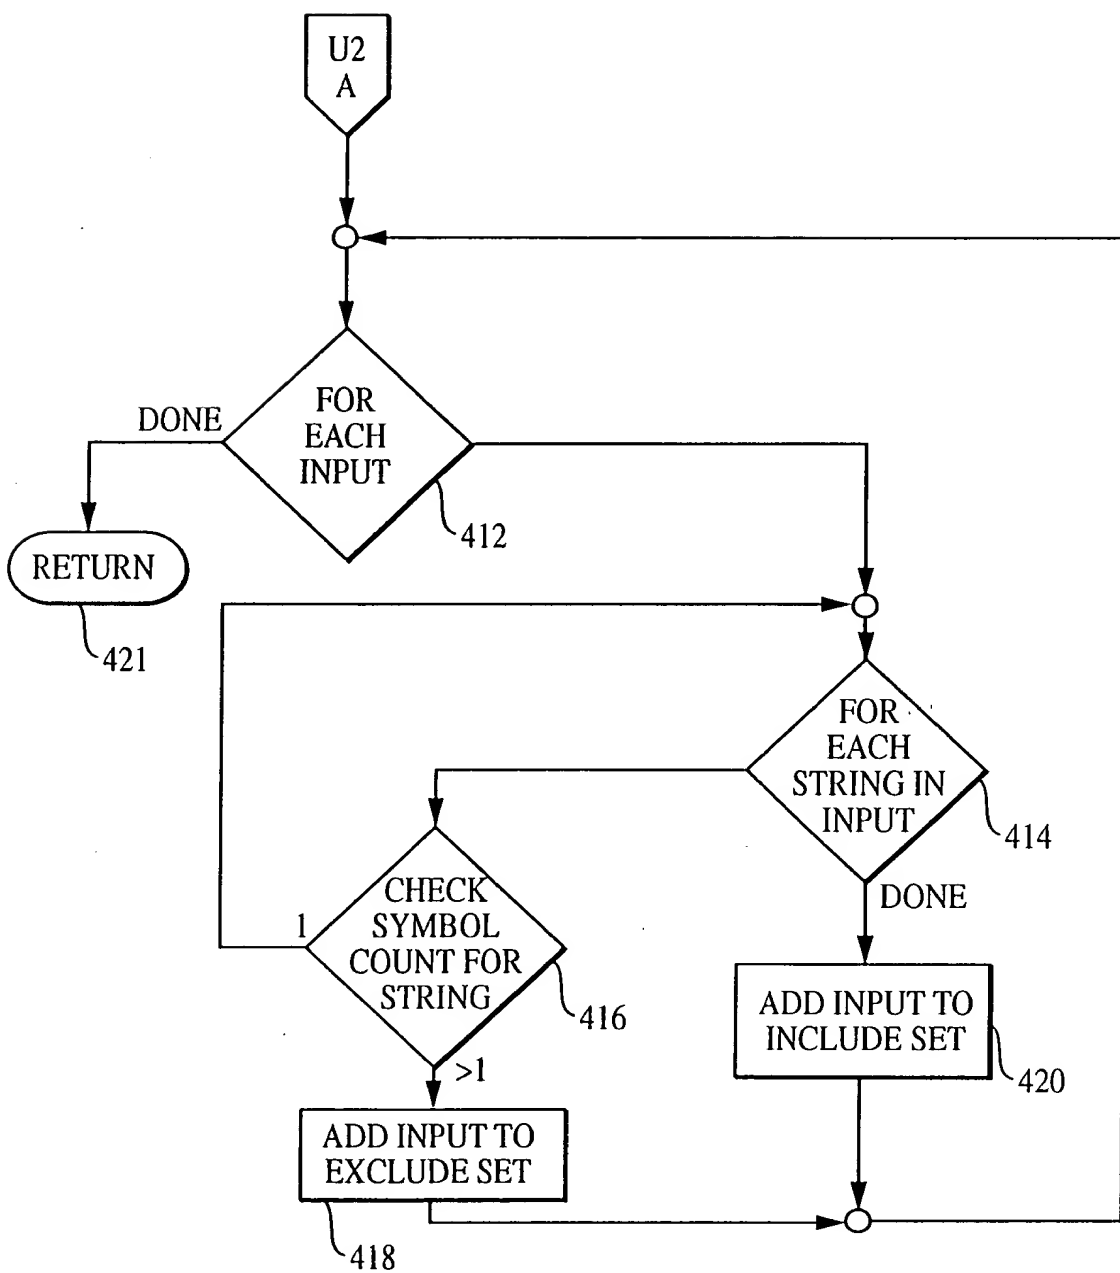 U2
A
DONE
FOR
EACH
INPUT
412
RETURN
421
FOR
EACH
STRING IN
INPUT
414
DONE
1
CHECK
SYMBOL
COUNT FOR
STRING
416
>1
ADD INPUT TO
INCLUDE SET
420
ADD INPUT TO
EXCLUDE SET
418